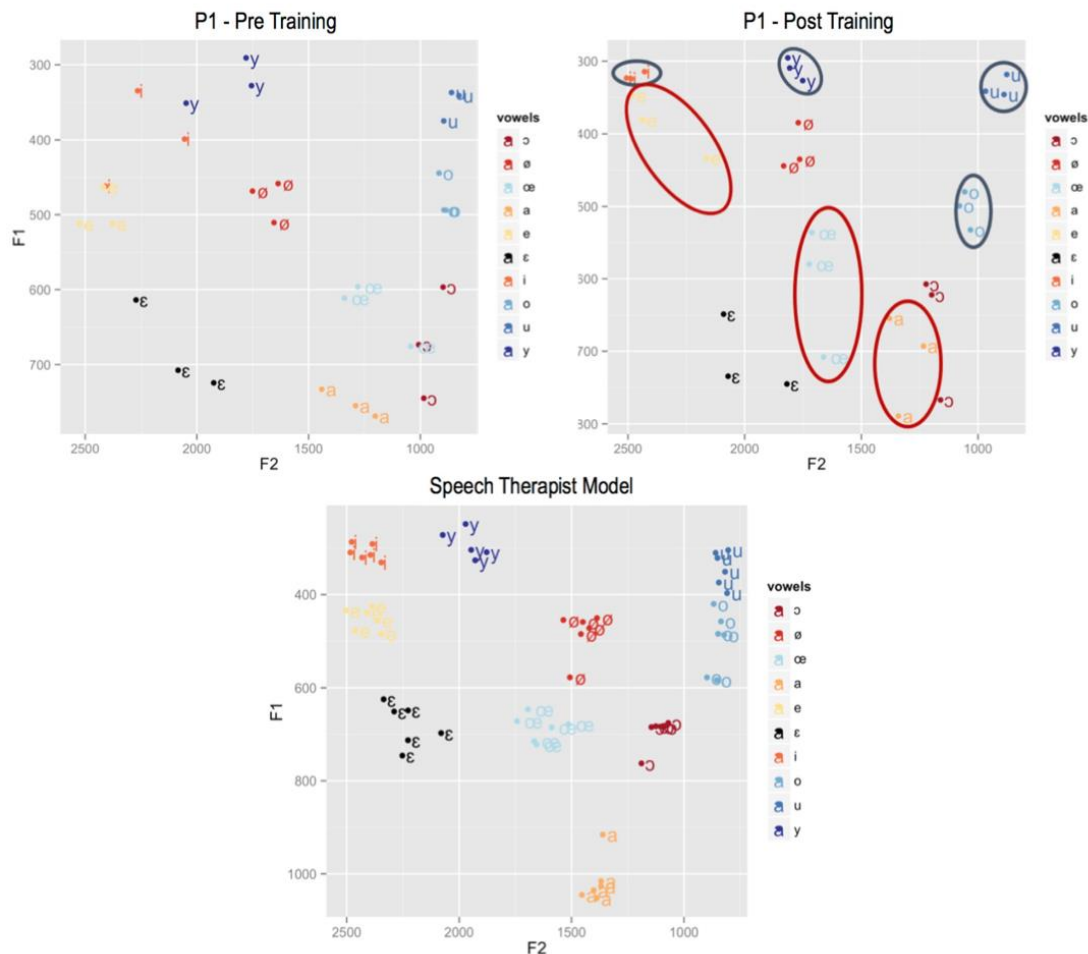 P1 - Pre Training
F1
300
400
500
600
700
y
y
y
i
i
i
u
u
u
o
o
o
ø
ø
ø
e
e
e
œ
œ
œ
ɔ
ɔ
ɔ
ɛ
ɛ
ɛ
a
a
a
2500
2000
1500
1000
F2
vowels
a ɔ
a ø
a œ
a a
a e
a ɛ
a i
a o
a u
a y
P1 - Post Training
300
400
500
700
y
y
y
i
i
i
u
u
u
e
e
e
ø
ø
ø
o
o
o
œ
œ
œ
ɔ
ɔ
ɔ
a
a
a
ɛ
ɛ
ɛ
2500
2000
1500
1000
F2
vowels
a ɔ
a ø
a œ
a a
a e
a ɛ
a i
a o
a u
a y
Speech Therapist Model
F1
400
600
800
1000
i
i
i
i
i
i
y
y
y
y
y
u
u
u
u
u
u
e
e
e
e
e
e
ø
ø
ø
ø
ø
ø
o
o
o
o
o
o
ɛ
ɛ
ɛ
ɛ
ɛ
ɛ
œ
œ
œ
œ
œ
œ
ɔ
ɔ
ɔ
ɔ
a
a
a
a
a
a
2500
2000
1500
1000
F2
vowels
a ɔ
a ø
a œ
a a
a e
a ɛ
a i
a o
a u
a y